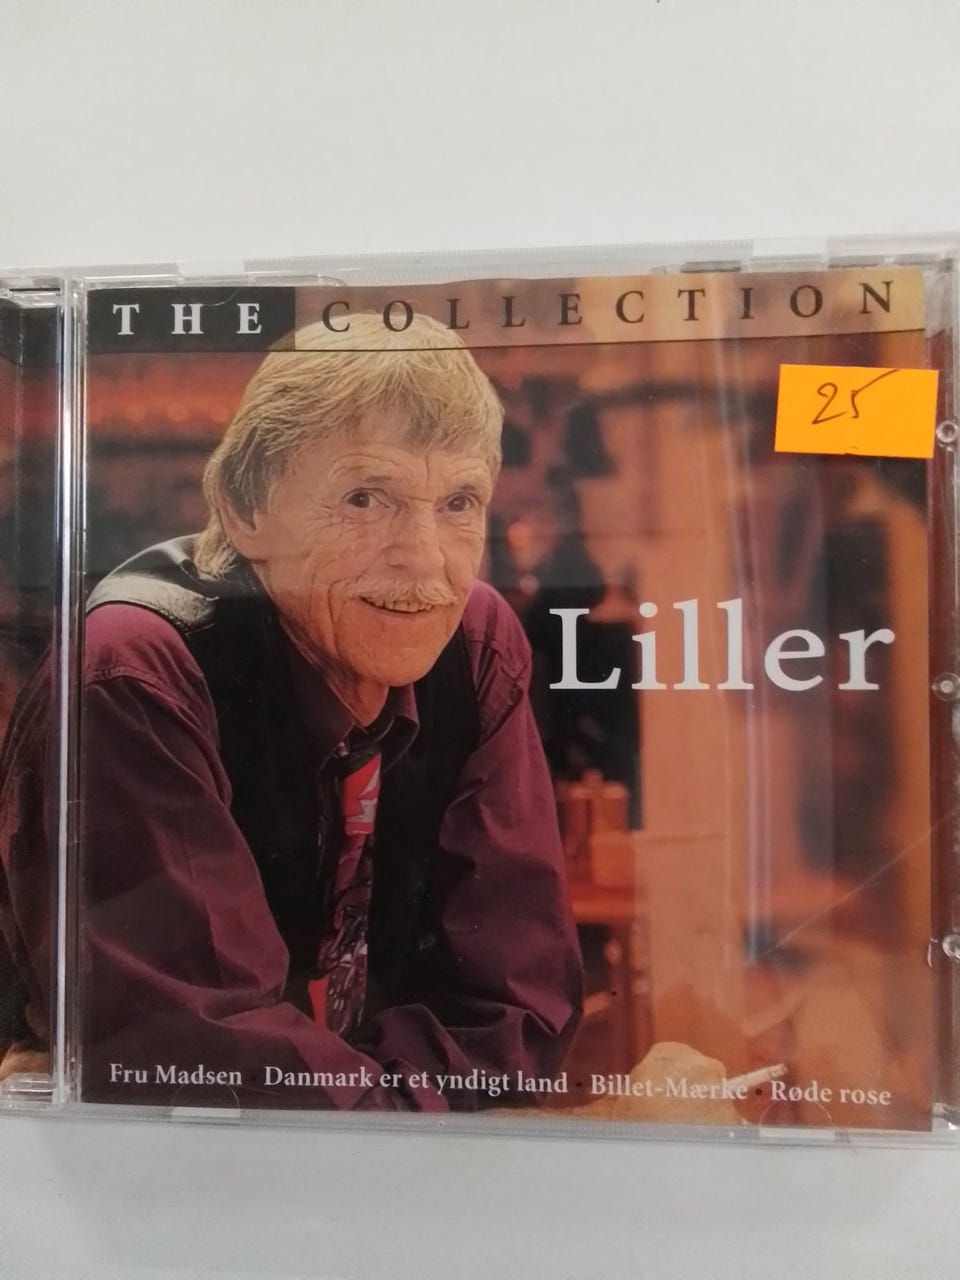 THE COLLECTION
25
Liller
Fru Madsen · Danmark er et yndigt land · Billet-Mærke · Røde rose